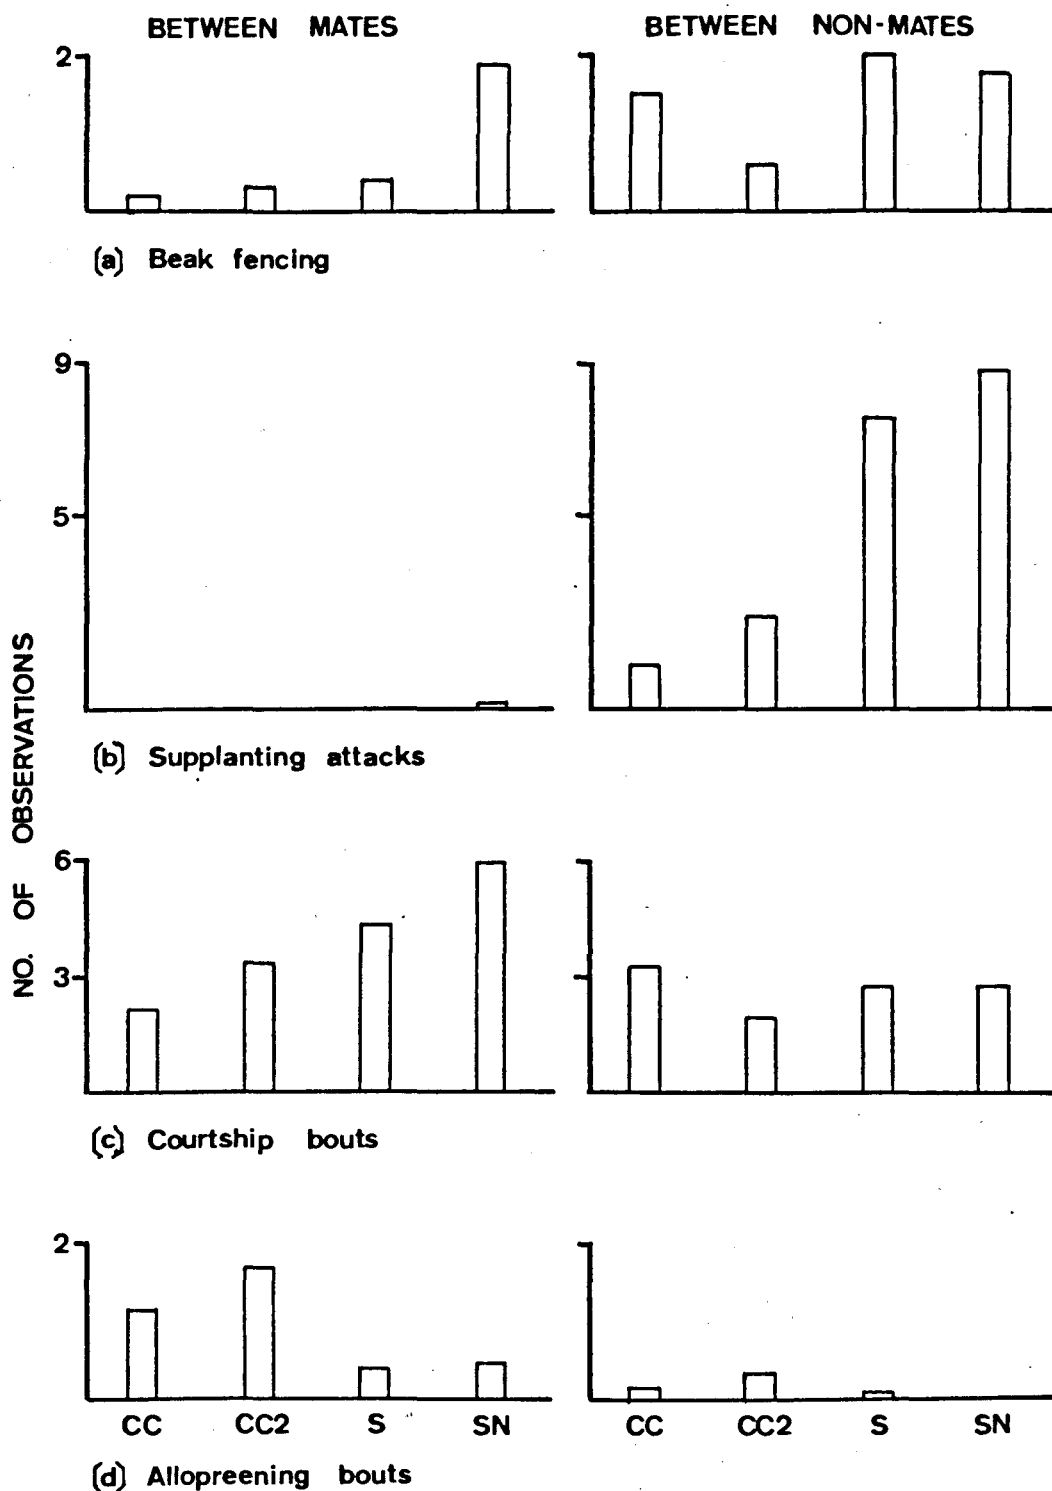 BETWEEN MATES
BETWEEN NON-MATES
2
(a) Beak fencing
9
5
(b) Supplanting attacks
NO. OF OBSERVATIONS
6
3
(c) Courtship bouts
2
CC CC2 S SN
CC CC2 S SN
(d) Allopreening bouts